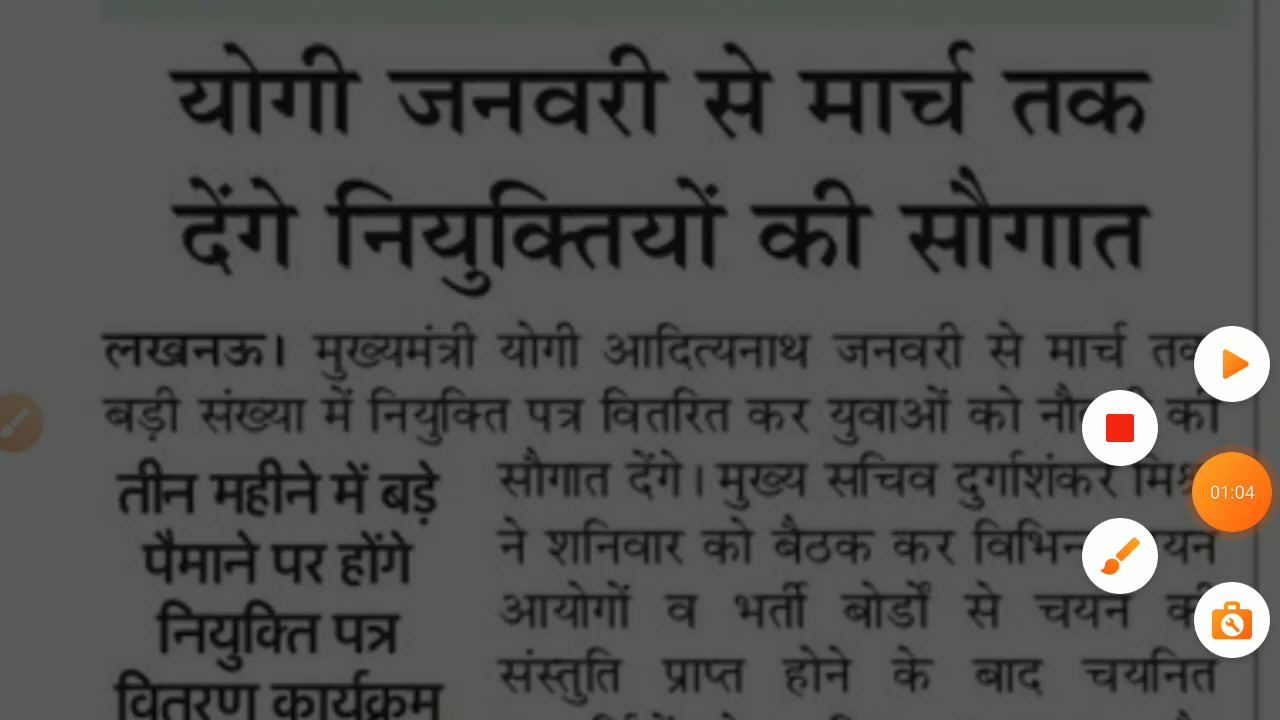 योगी जनवरी से मार्च तक
देंगे नियुक्तियों की सौगात
लखनऊ। मुख्यमंत्री योगी आदित्यनाथ जनवरी से मार्च तक
बड़ी संख्या में नियुक्ति पत्र वितरित कर युवाओं को की
सौगात देंगे। मुख्य सचिव दुर्गाशंकर मिश्र
ने शनिवार को बैठक कर
आयोगों व भर्ती बोर्डों से चयन की
संस्तुति प्राप्त होने के बाद चयनित
तीन महीने में बड़े
पैमाने पर होंगे
नियुक्ति पत्र
वितरण कार्यक्रम
01:04